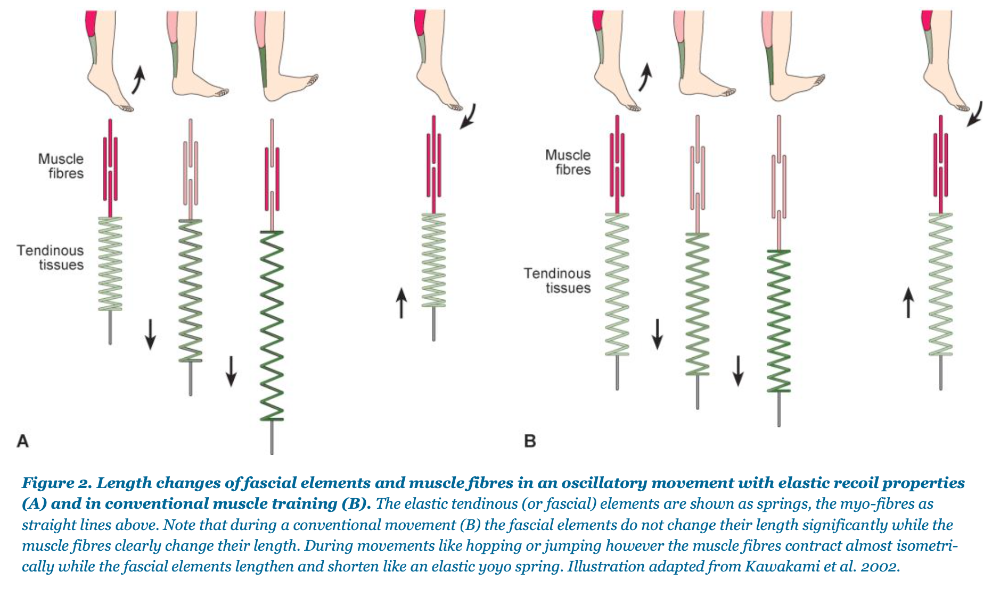 Muscle
fibres
Tendinous
tissues
A
Muscle
fibres
Tendinous
tissues
B
Figure 2. Length changes of fascial elements and muscle fibres in an oscillatory movement with elastic recoil properties
(A) and in conventional muscle training (B). The elastic tendinous (or fascial) elements are shown as springs, the myo-fibres as
straight lines above. Note that during a conventional movement (B) the fascial elements do not change their length significantly while the
muscle fibres clearly change their length. During movements like hopping or jumping however the muscle fibres contract almost isometri-
cally while the fascial elements lengthen and shorten like an elastic yoyo spring. Illustration adapted from Kawakami et al. 2002.